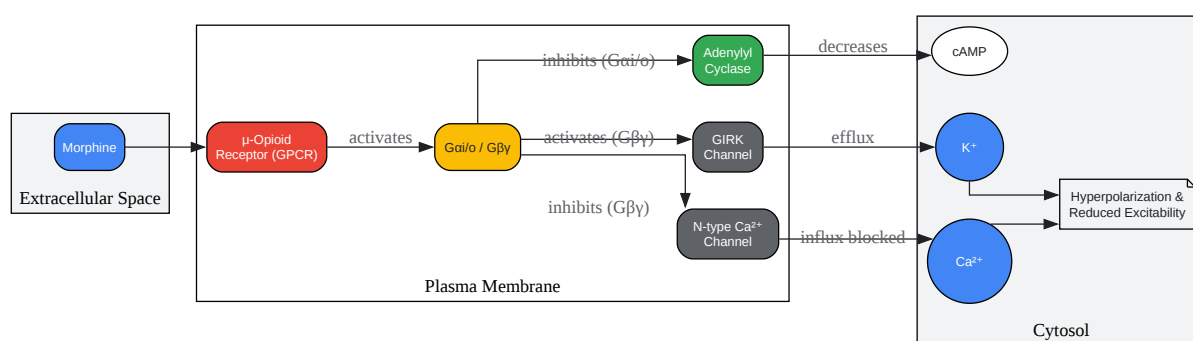 Morphine
Extracellular Space
μ-Opioid
Receptor (GPCR)
activates
Gαi/o / Gβγ
inhibits (Gαi/o)
activates (Gβγ)
inhibits (Gβγ)
Adenylyl
Cyclase
GIRK
Channel
N-type Ca²⁺
Channel
Plasma Membrane
decreases
efflux
influx blocked
cAMP
K⁺
Ca²⁺
Hyperpolarization &
Reduced Excitability
Cytosol